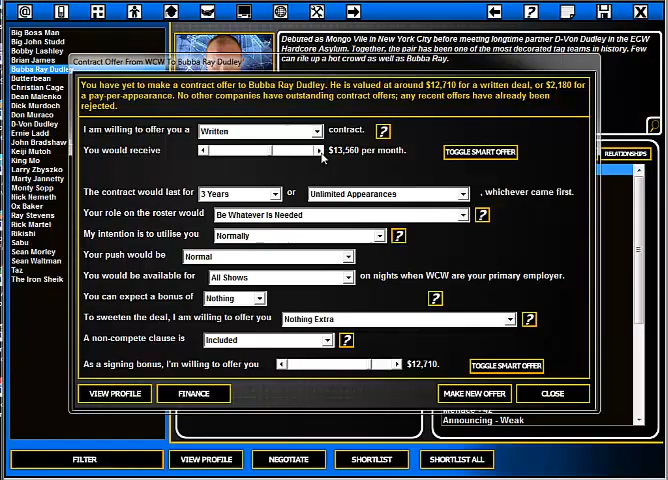 Debuted as Mongo Vile in New York City before meeting longtime partner D-Von Dudley in the ECW
Hardcore Asylum. Together, the pair has been one of the most decorated tag teams in history. Few
can rile up a hot crowd as well as Bubba Ray.
Big Boss Man
Big John Studd
Bobby Lashley
Brian James
Bubba Ray Dudley
Butterbean
Christian Cage
Dean Malenko
Dick Murdoch
Don Muraco
D-Von Dudley
Ernie Ladd
John Bradshaw
Keiji Mutoh
King Mo
Larry Zbyszko
Marty Jannetty
Monty Sopp
Nick Nemeth
Ox Baker
Ray Stevens
Rick Martel
Rikishi
Sabu
Sean Morley
Sean Waltman
Taz
The Iron Sheik
Contract Offer From WCW To Bubba Ray Dudley
You have yet to make a contract offer to Bubba Ray Dudley. He is valued at around $12,710 for a written deal, or $2,180 for
a pay-per-appearance. No other companies have outstanding contract offers; any recent offers have already been
rejected.
I am willing to offer you a Written contract. ?
You would receive $13,560 per month. TOGGLE SMART OFFER
The contract would last for 3 Years or Unlimited Appearances , whichever came first.
Your role on the roster would Be Whatever Is Needed ?
My intention is to utilise you Normally ?
Your push would be Normal
You would be available for All Shows on nights when WCW are your primary employer.
You can expect a bonus of Nothing ?
To sweeten the deal, I am willing to offer you Nothing Extra ?
A non-compete clause is Included ?
As a signing bonus, I'm willing to offer you $12,710. TOGGLE SMART OFFER
VIEW PROFILE FINANCE MAKE NEW OFFER CLOSE
RELATIONSHIPS
Menace - 42
Announcing - Weak
FILTER VIEW PROFILE NEGOTIATE SHORTLIST SHORTLIST ALL